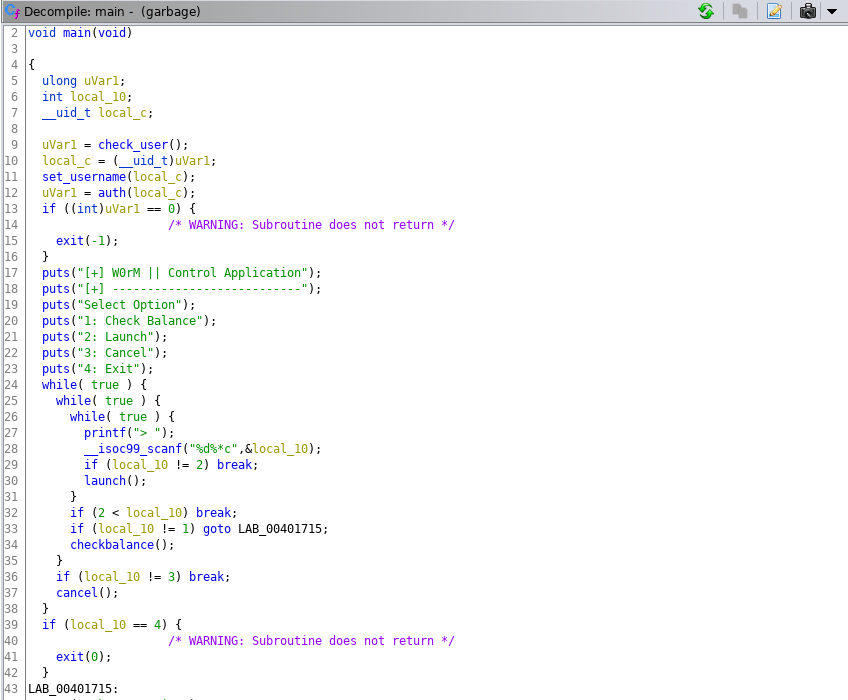 Decompile: main - (garbage)
2 void main(void)
3
4 {
5 ulong uVar1;
6 int local_10;
7 __uid_t local_c;
8
9 uVar1 = check_user();
10 local_c = (__uid_t)uVar1;
11 set_username(local_c);
12 uVar1 = auth(local_c);
13 if ((int)uVar1 == 0) {
14 /* WARNING: Subroutine does not return */
15 exit(-1);
16 }
17 puts("[+] W0rM || Control Application");
18 puts("[+] ---------------------------");
19 puts("Select Option");
20 puts("1: Check Balance");
21 puts("2: Launch");
22 puts("3: Cancel");
23 puts("4: Exit");
24 while( true ) {
25 while( true ) {
26 while( true ) {
27 printf("> ");
28 __isoc99_scanf("%d%*c",&local_10);
29 if (local_10 != 2) break;
30 launch();
31 }
32 if (2 < local_10) break;
33 if (local_10 != 1) goto LAB_00401715;
34 checkbalance();
35 }
36 if (local_10 != 3) break;
37 cancel();
38 }
39 if (local_10 == 4) {
40 /* WARNING: Subroutine does not return */
41 exit(0);
42 }
43 LAB_00401715: